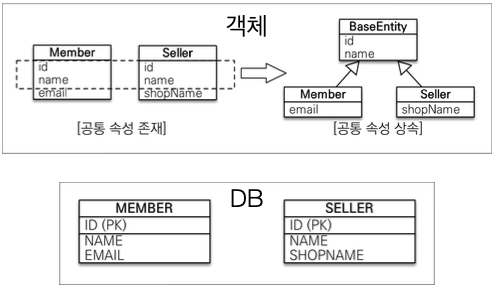 객체
Member
id
name
email
Seller
id
name
shopName
[공통 속성 존재]
BaseEntity
id
name
Member
email
Seller
shopName
[공통 속성 상속]
DB
MEMBER
ID (PK)
NAME
EMAIL
SELLER
ID (PK)
NAME
SHOPNAME